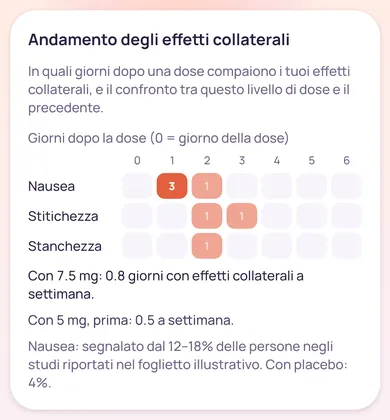 Andamento degli effetti collaterali
In quali giorni dopo una dose compaiono i tuoi effetti
collaterali, e il confronto tra questo livello di dose e il
precedente.
Giorni dopo la dose (0 = giorno della dose)
0 1 2 3 4 5 6
Nausea 3 1
Stitichezza 1 1
Stanchezza 1
Con 7.5 mg: 0.8 giorni con effetti collaterali a
settimana.
Con 5 mg, prima: 0.5 a settimana.
Nausea: segnalato dal 12–18% delle persone negli
studi riportati nel foglietto illustrativo. Con placebo:
4%.